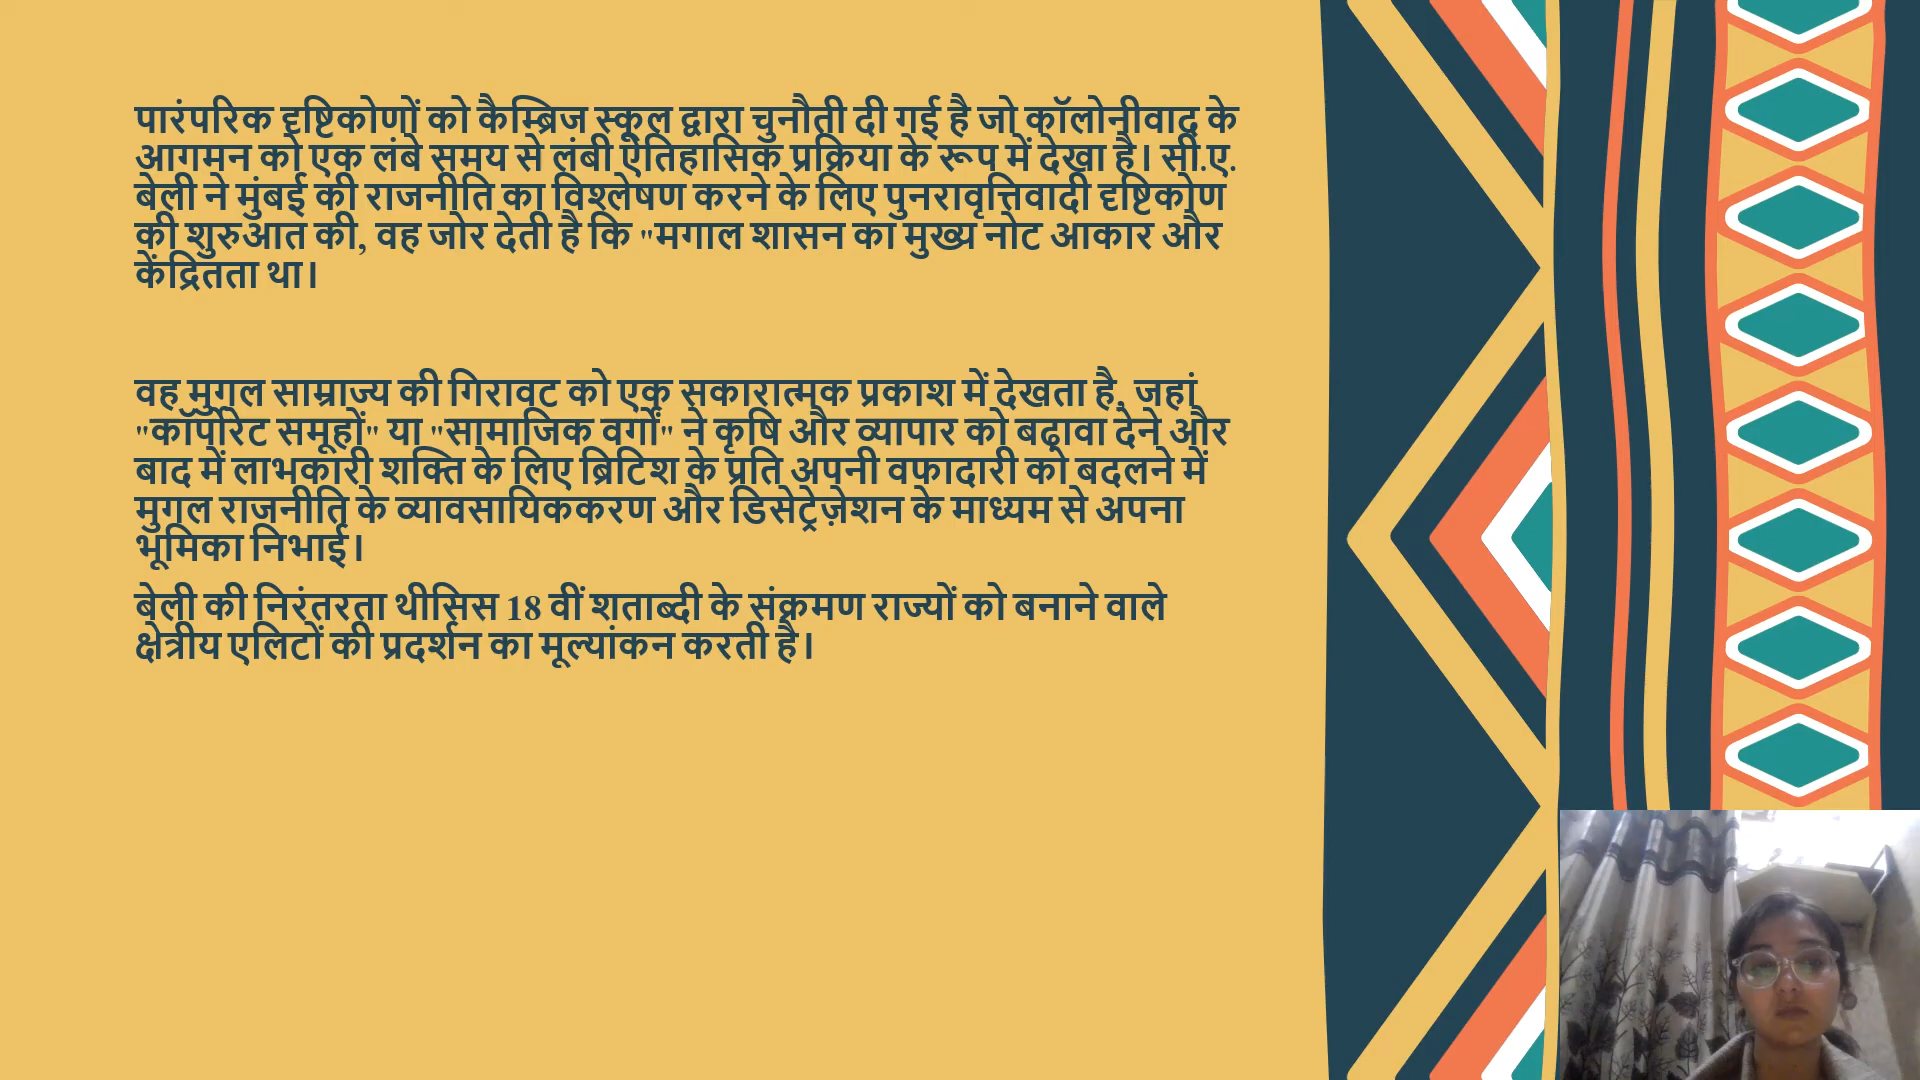 पारंपरिक दृष्टिकोणों को कैम्ब्रिज स्कूल द्वारा चुनौती दी गई है जो कॉलोनीवाद के
आगमन को एक लंबे समय से लंबी ऐतिहासिक प्रक्रिया के रूप में देखा है। सी.ए.
बेली ने मुंबई की राजनीति का विश्लेषण करने के लिए पुनरावृत्तिवादी दृष्टिकोण
की शुरुआत की, वह जोर देती है कि "मगाल शासन का मुख्य नोट आकार और
केंद्रितता था।
वह मुगल साम्राज्य की गिरावट को एक सकारात्मक प्रकाश में देखता है, जहां
"कॉर्पोरेट समूहों" या "सामाजिक वर्गों" ने कृषि और व्यापार को बढ़ावा देने और
बाद में लाभकारी शक्ति के लिए ब्रिटिश के प्रति अपनी वफादारी को बदलने में
मुगल राजनीति के व्यावसायिककरण और डिसेट्रेज़ेशन के माध्यम से अपना
भूमिका निभाई।
बेली की निरंतरता थीसिस 18 वीं शताब्दी के संक्रमण राज्यों को बनाने वाले
क्षेत्रीय एलिटों की प्रदर्शन का मूल्यांकन करती है।